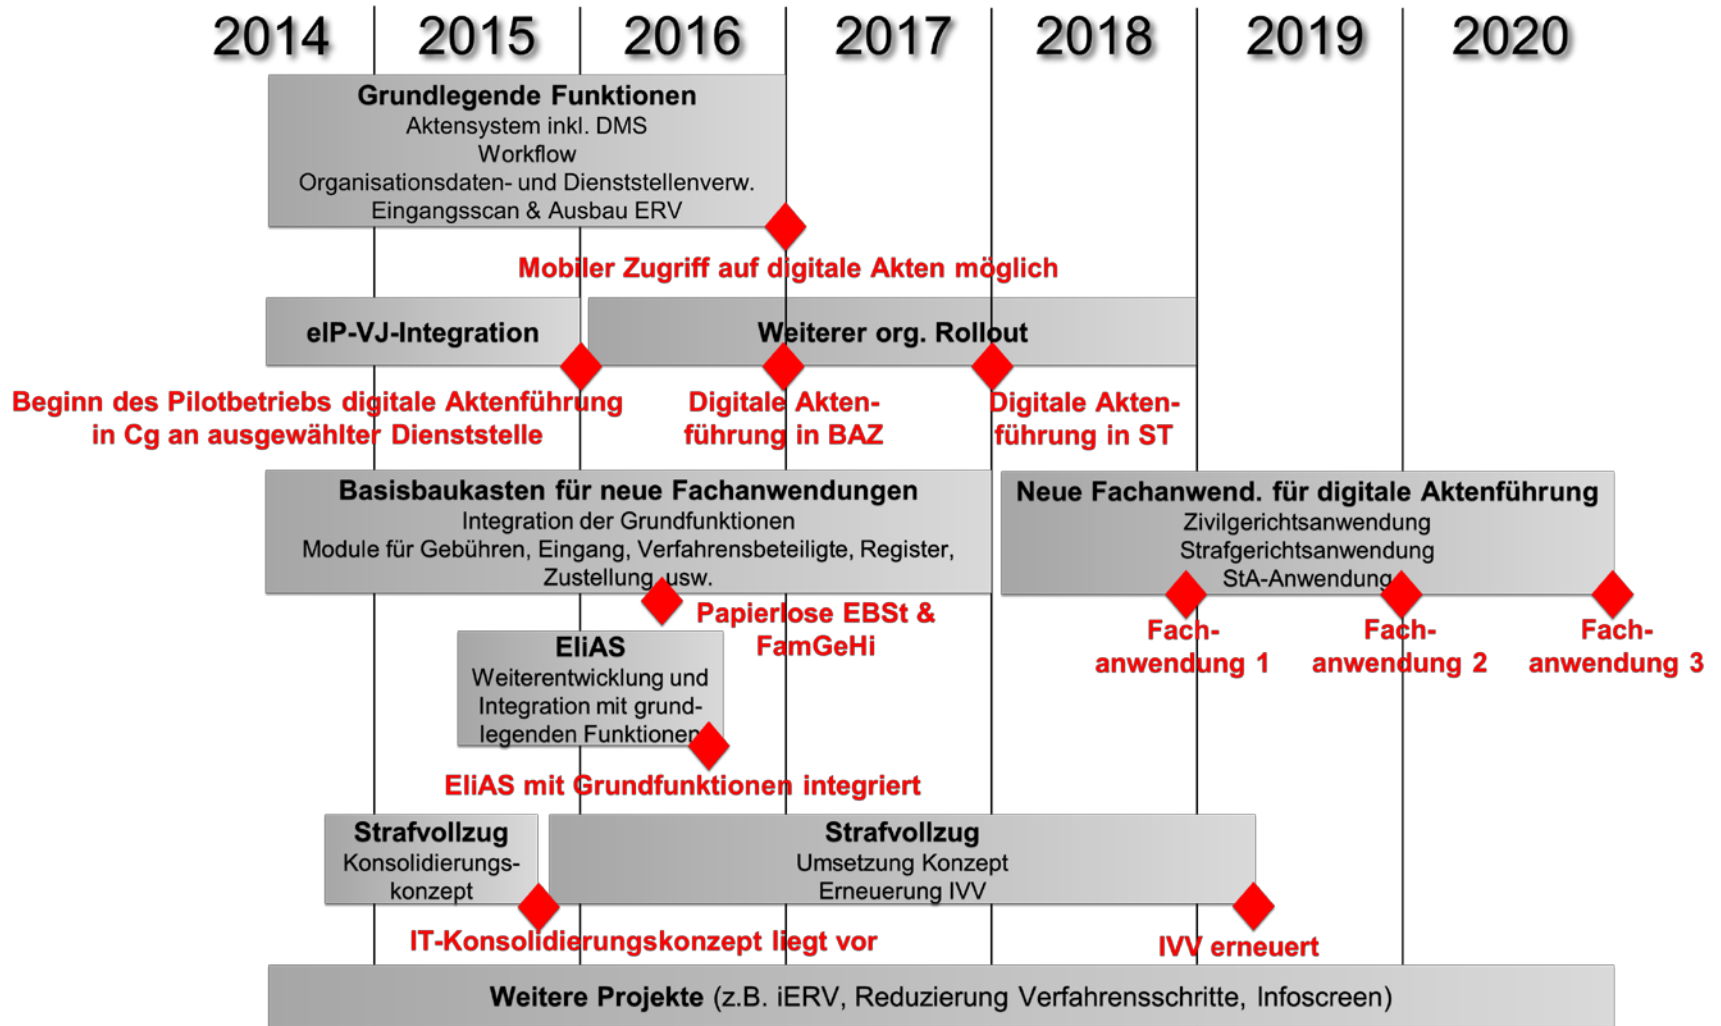 2014 2015 2016 2017 2018 2019 2020
Grundlegende Funktionen
Aktensystem inkl. DMS
Workflow
Organisationsdaten- und Dienststellenverw.
Eingangsscan & Ausbau ERV
Mobiler Zugriff auf digitale Akten möglich
eIP-VJ-Integration
Weiterer org. Rollout
Beginn des Pilotbetriebs digitale Aktenführung
in Cg an ausgewählter Dienststelle
Digitale Akten-
führung in BAZ
Digitale Akten-
führung in ST
Basisbaukasten für neue Fachanwendungen
Integration der Grundfunktionen
Module für Gebühren, Eingang, Verfahrensbeteiligte, Register,
Zustellung, usw.
Neue Fachanwend. für digitale Aktenführung
Zivilgerichtsanwendung
Strafgerichtsanwendung
StA-Anwendung
Papierlose EBSt &
FamGeHi
Fach-
anwendung 1
Fach-
anwendung 2
Fach-
anwendung 3
EliAS
Weiterentwicklung und
Integration mit grund-
legenden Funktionen
EliAS mit Grundfunktionen integriert
Strafvollzug
Konsolidierungs-
konzept
Strafvollzug
Umsetzung Konzept
Erneuerung IVV
IT-Konsolidierungskonzept liegt vor
IVV erneuert
Weitere Projekte (z.B. iERV, Reduzierung Verfahrensschritte, Infoscreen)